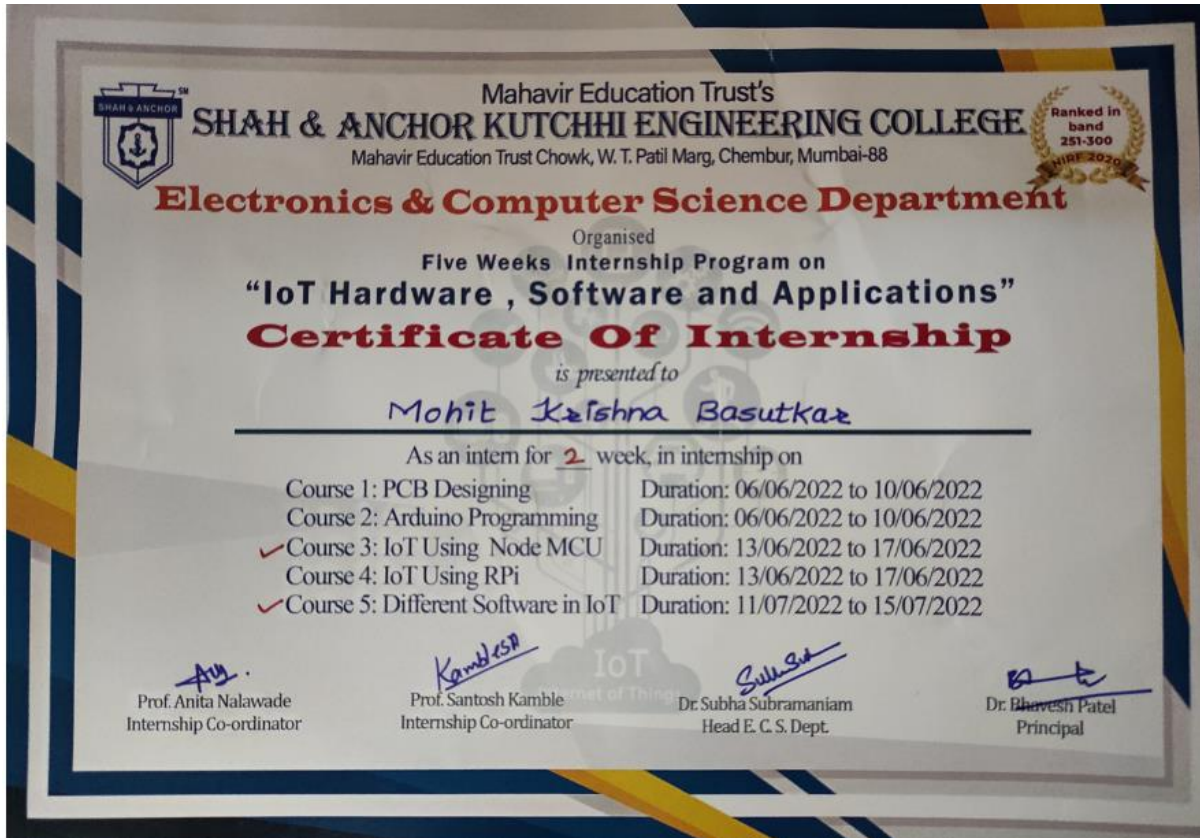 SHAH & ANCHOR
SM
Mahavir Education Trust's
SHAH & ANCHOR KUTCHHI ENGINEERING COLLEGE
Mahavir Education Trust Chowk, W. T. Patil Marg, Chembur, Mumbai-88
Ranked in
band
251-300
NIRF 2020
Electronics & Computer Science Department
Organised
Five Weeks Internship Program on
“IoT Hardware , Software and Applications”
Certificate Of Internship
is presented to
Mohit Krishna Basutkar
As an intern for 2 week, in internship on
Course 1: PCB Designing Duration: 06/06/2022 to 10/06/2022
Course 2: Arduino Programming Duration: 06/06/2022 to 10/06/2022
✓Course 3: IoT Using Node MCU Duration: 13/06/2022 to 17/06/2022
Course 4: IoT Using RPi Duration: 13/06/2022 to 17/06/2022
✓Course 5: Different Software in IoT Duration: 11/07/2022 to 15/07/2022
IoT
Internet of Things
Prof. Anita Nalawade
Internship Co-ordinator
Prof. Santosh Kamble
Internship Co-ordinator
Dr. Subha Subramaniam
Head E. C. S. Dept.
Dr. Bhavesh Patel
Principal